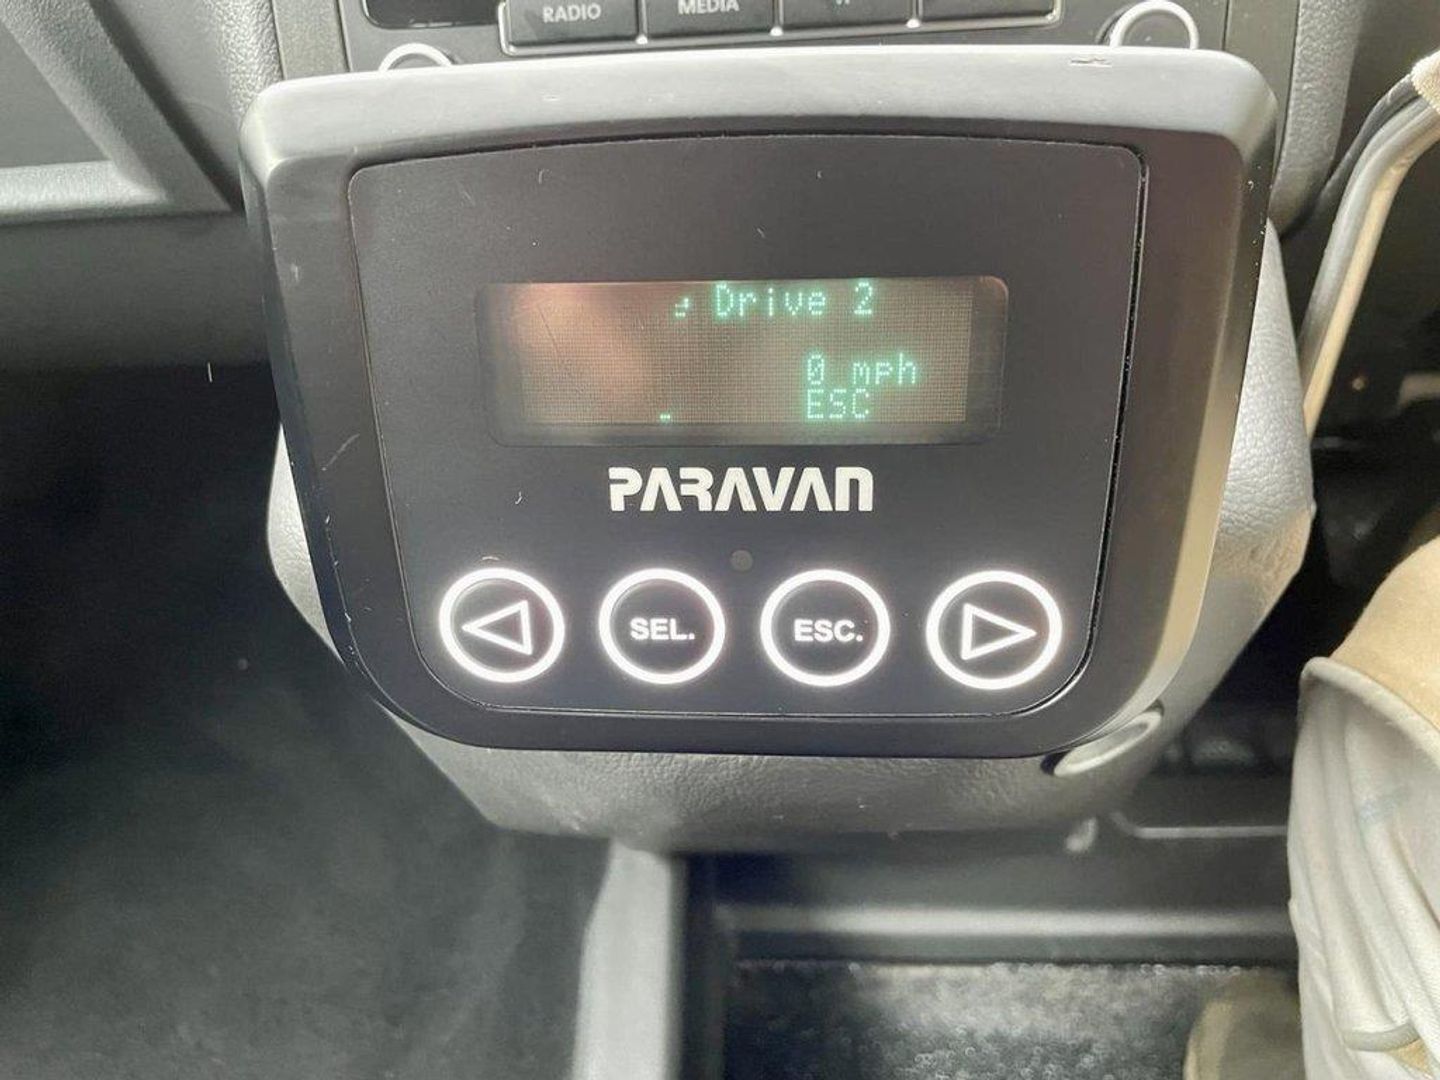 RADIO
MEDIA
Drive 2
0 mph
ESC
PARAVAN
SEL.
ESC.